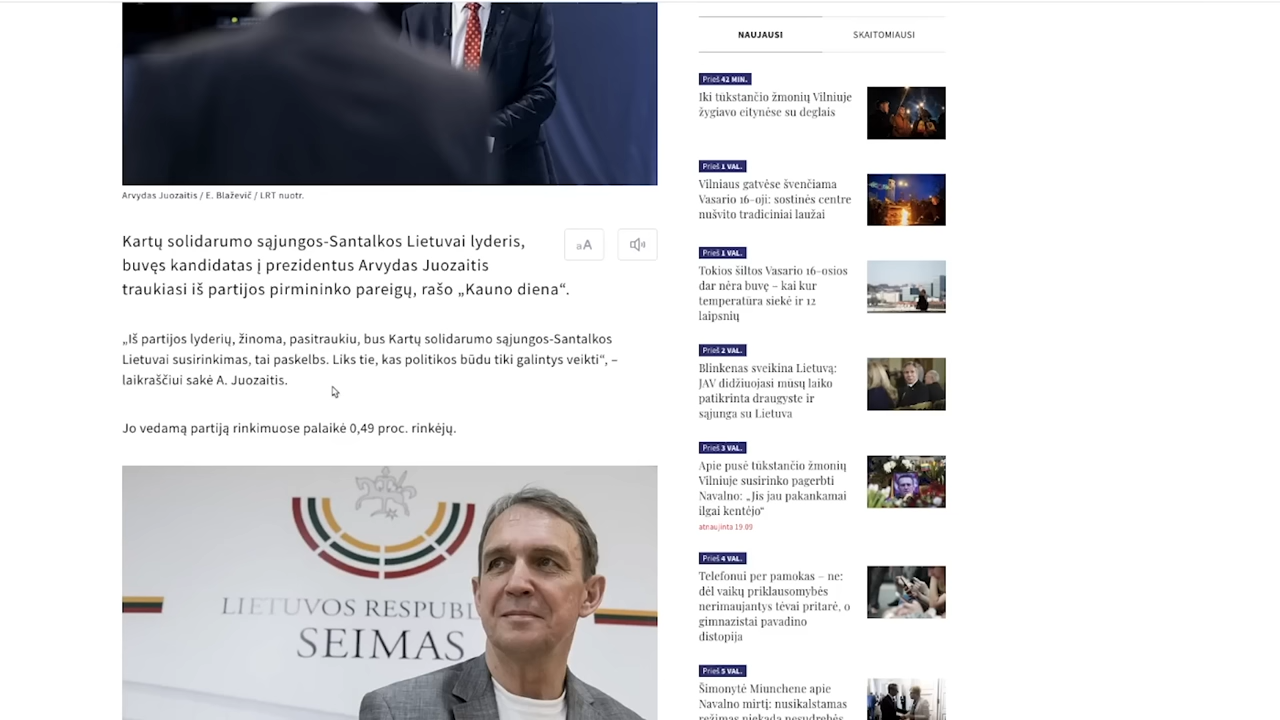 Arvydas Juozaitis / E. Blaževič / LRT nuotr.
Kartų solidarumo sąjungos-Santalkos Lietuvai lyderis,
buvęs kandidatas į prezidentus Arvydas Juozaitis
traukiasi iš partijos pirmininko pareigų, rašo „Kauno diena“.
aA
„Iš partijos lyderių, žinoma, pasitraukiu, bus Kartų solidarumo sąjungos-Santalkos
Lietuvai susirinkimas, tai paskelbs. Liks tie, kas politikos būdu tiki galintys veikti“, –
laikraščiui sakė A. Juozaitis.
Jo vedamą partiją rinkimuose palaikė 0,49 proc. rinkėjų.
LIETUVOS RESPUBL
SEIMAS
NAUJAUSI
SKAITOMIAUSI
Prieš 42 MIN.
Iki tūkstančio žmonių Vilniuje
žygiavo eitynėse su deglais
Prieš 1 VAL.
Vilniaus gatvėse švenčiama
Vasario 16-oji: sostinės centre
nušvito tradiciniai laužai
Prieš 1 VAL.
Tokios šiltos Vasario 16-osios
dar nėra buvę – kai kur
temperatūra siekė ir 12
laipsnių
Prieš 2 VAL.
Blinkenas sveikina Lietuvą:
JAV didžiuojasi mūsų laiko
patikrinta draugyste ir
sąjunga su Lietuva
Prieš 3 VAL.
Apie pusė tūkstančio žmonių
Vilniuje susirinko pagerbti
Navalno: „Jis jau pakankamai
ilgai kentėjo“
atnaujinta 19.09
Prieš 4 VAL.
Telefonui per pamokas – ne:
dėl vaikų priklausomybės
nerimaujantys tėvai pritarė, o
gimnazistai pavadino
distopija
Prieš 5 VAL.
Šimonytė Miunchene apie
Navalno mirtį: nusikalstamas
režimas niekada nesudrebės